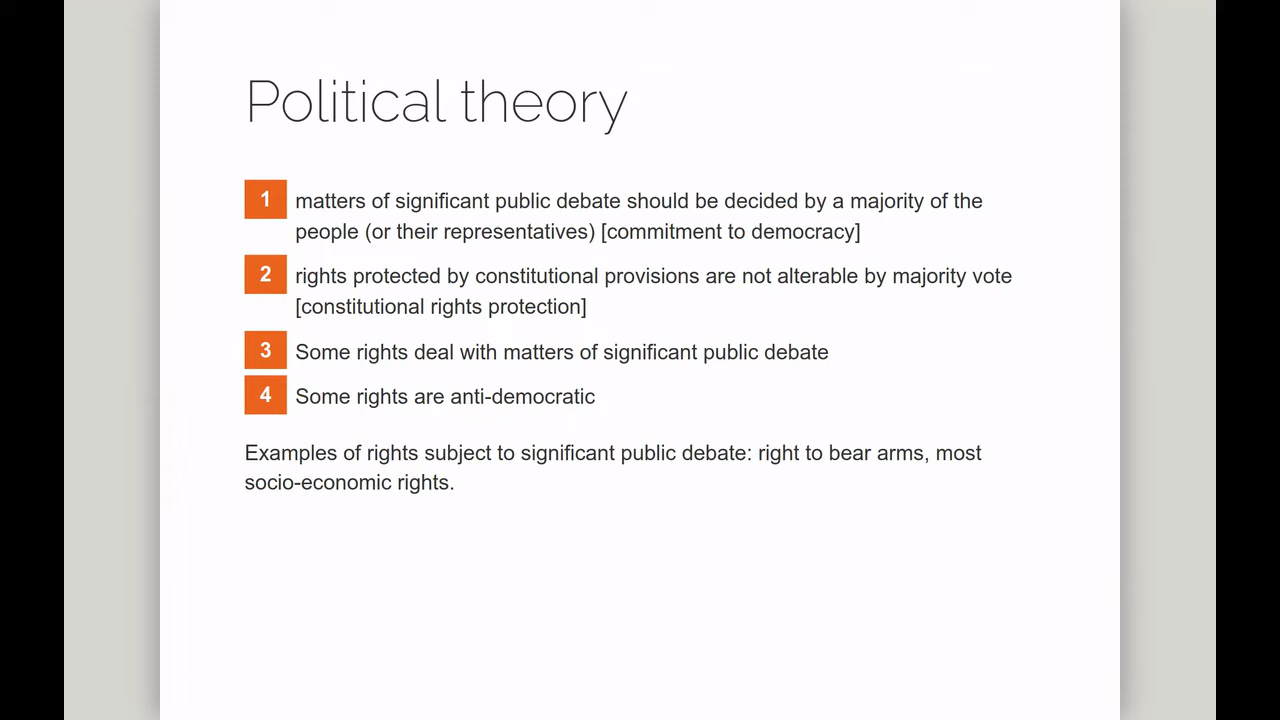 Political theory
1 matters of significant public debate should be decided by a majority of the
people (or their representatives) [commitment to democracy]
2 rights protected by constitutional provisions are not alterable by majority vote
[constitutional rights protection]
3 Some rights deal with matters of significant public debate
4 Some rights are anti-democratic
Examples of rights subject to significant public debate: right to bear arms, most
socio-economic rights.